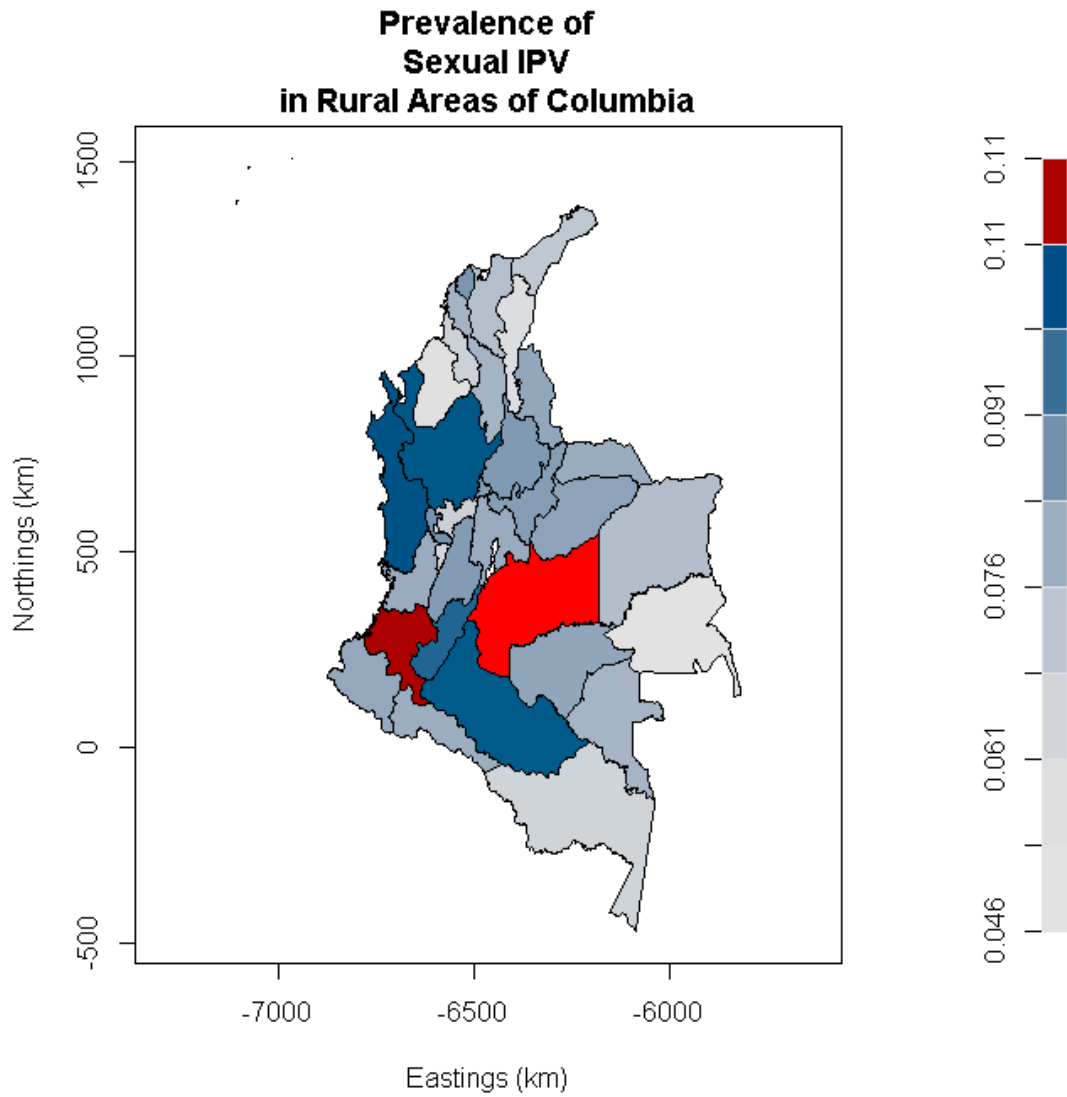 Prevalence of
Sexual IPV
in Rural Areas of Columbia
1500
1000
500
0
-500
Northings (km)
-7000 -6500 -6000
Eastings (km)
0.11
0.11
0.091
0.076
0.061
0.046